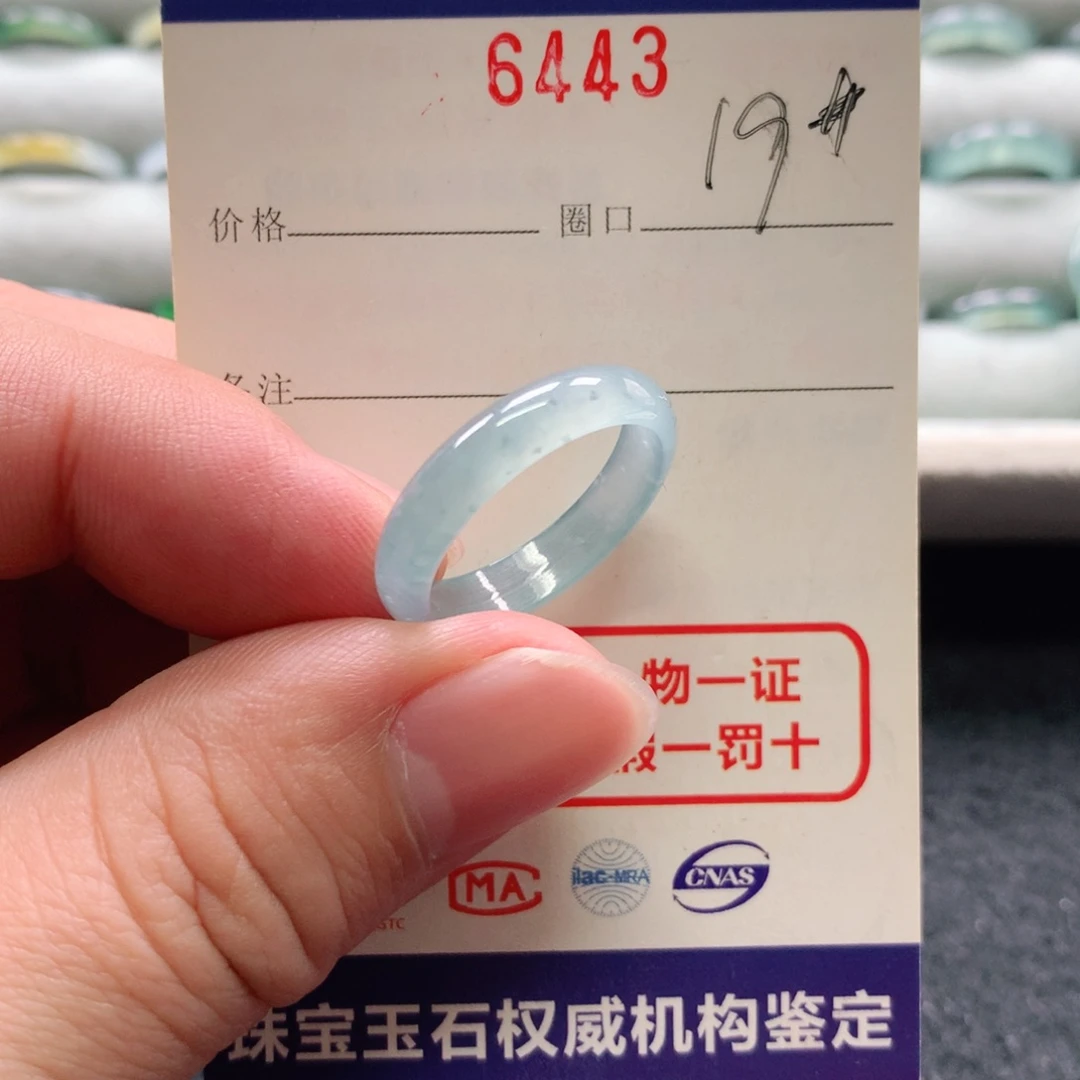 6443
19#
价格 圈口
备注
物一证
假一罚十
MA ilac-MRA CNAS
STC
珠宝玉石权威机构鉴定